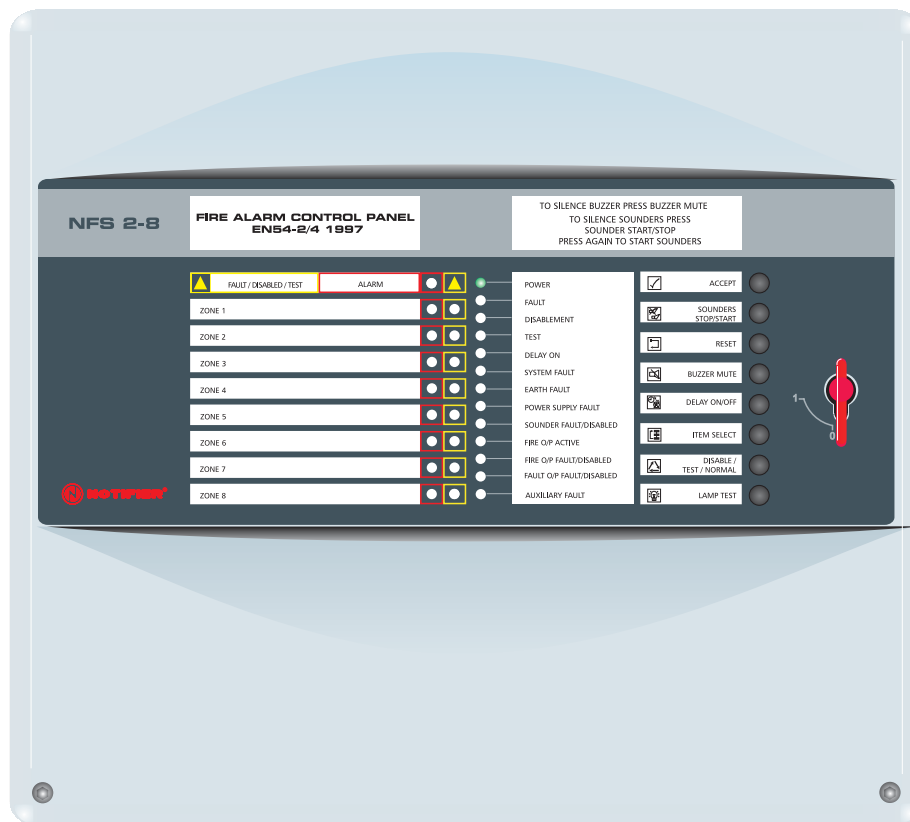 NFS 2-8
FIRE ALARM CONTROL PANEL
EN54-2/4 1997
TO SILENCE BUZZER PRESS BUZZER MUTE
TO SILENCE SOUNDERS PRESS
SOUNDER START/STOP
PRESS AGAIN TO START SOUNDERS
FAULT / DISABLED / TEST
ALARM
ZONE 1
ZONE 2
ZONE 3
ZONE 4
ZONE 5
ZONE 6
ZONE 7
ZONE 8
NOTIFIER
POWER
FAULT
DISABLEMENT
TEST
DELAY ON
SYSTEM FAULT
EARTH FAULT
POWER SUPPLY FAULT
SOUNDER FAULT/DISABLED
FIRE O/P ACTIVE
FIRE O/P FAULT/DISABLED
FAULT O/P FAULT/DISABLED
AUXILIARY FAULT
ACCEPT
SOUNDERS
STOP/START
RESET
BUZZER MUTE
DELAY ON/OFF
ITEM SELECT
DISABLE /
TEST / NORMAL
LAMP TEST
1
0